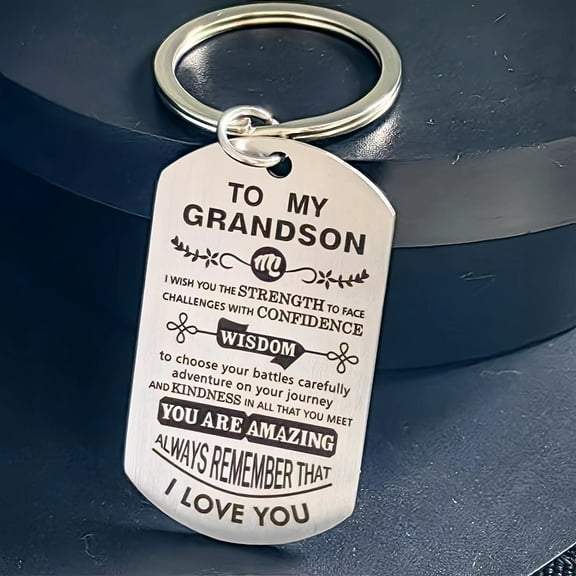 TO MY
GRANDSON
I WISH YOU THE STRENGTH TO FACE
CHALLENGES WITH CONFIDENCE
WISDOM
to choose your battles carefully
adventure on your journey
AND KINDNESS IN ALL THAT YOU MEET
YOU ARE AMAZING
ALWAYS REMEMBER THAT
I LOVE YOU